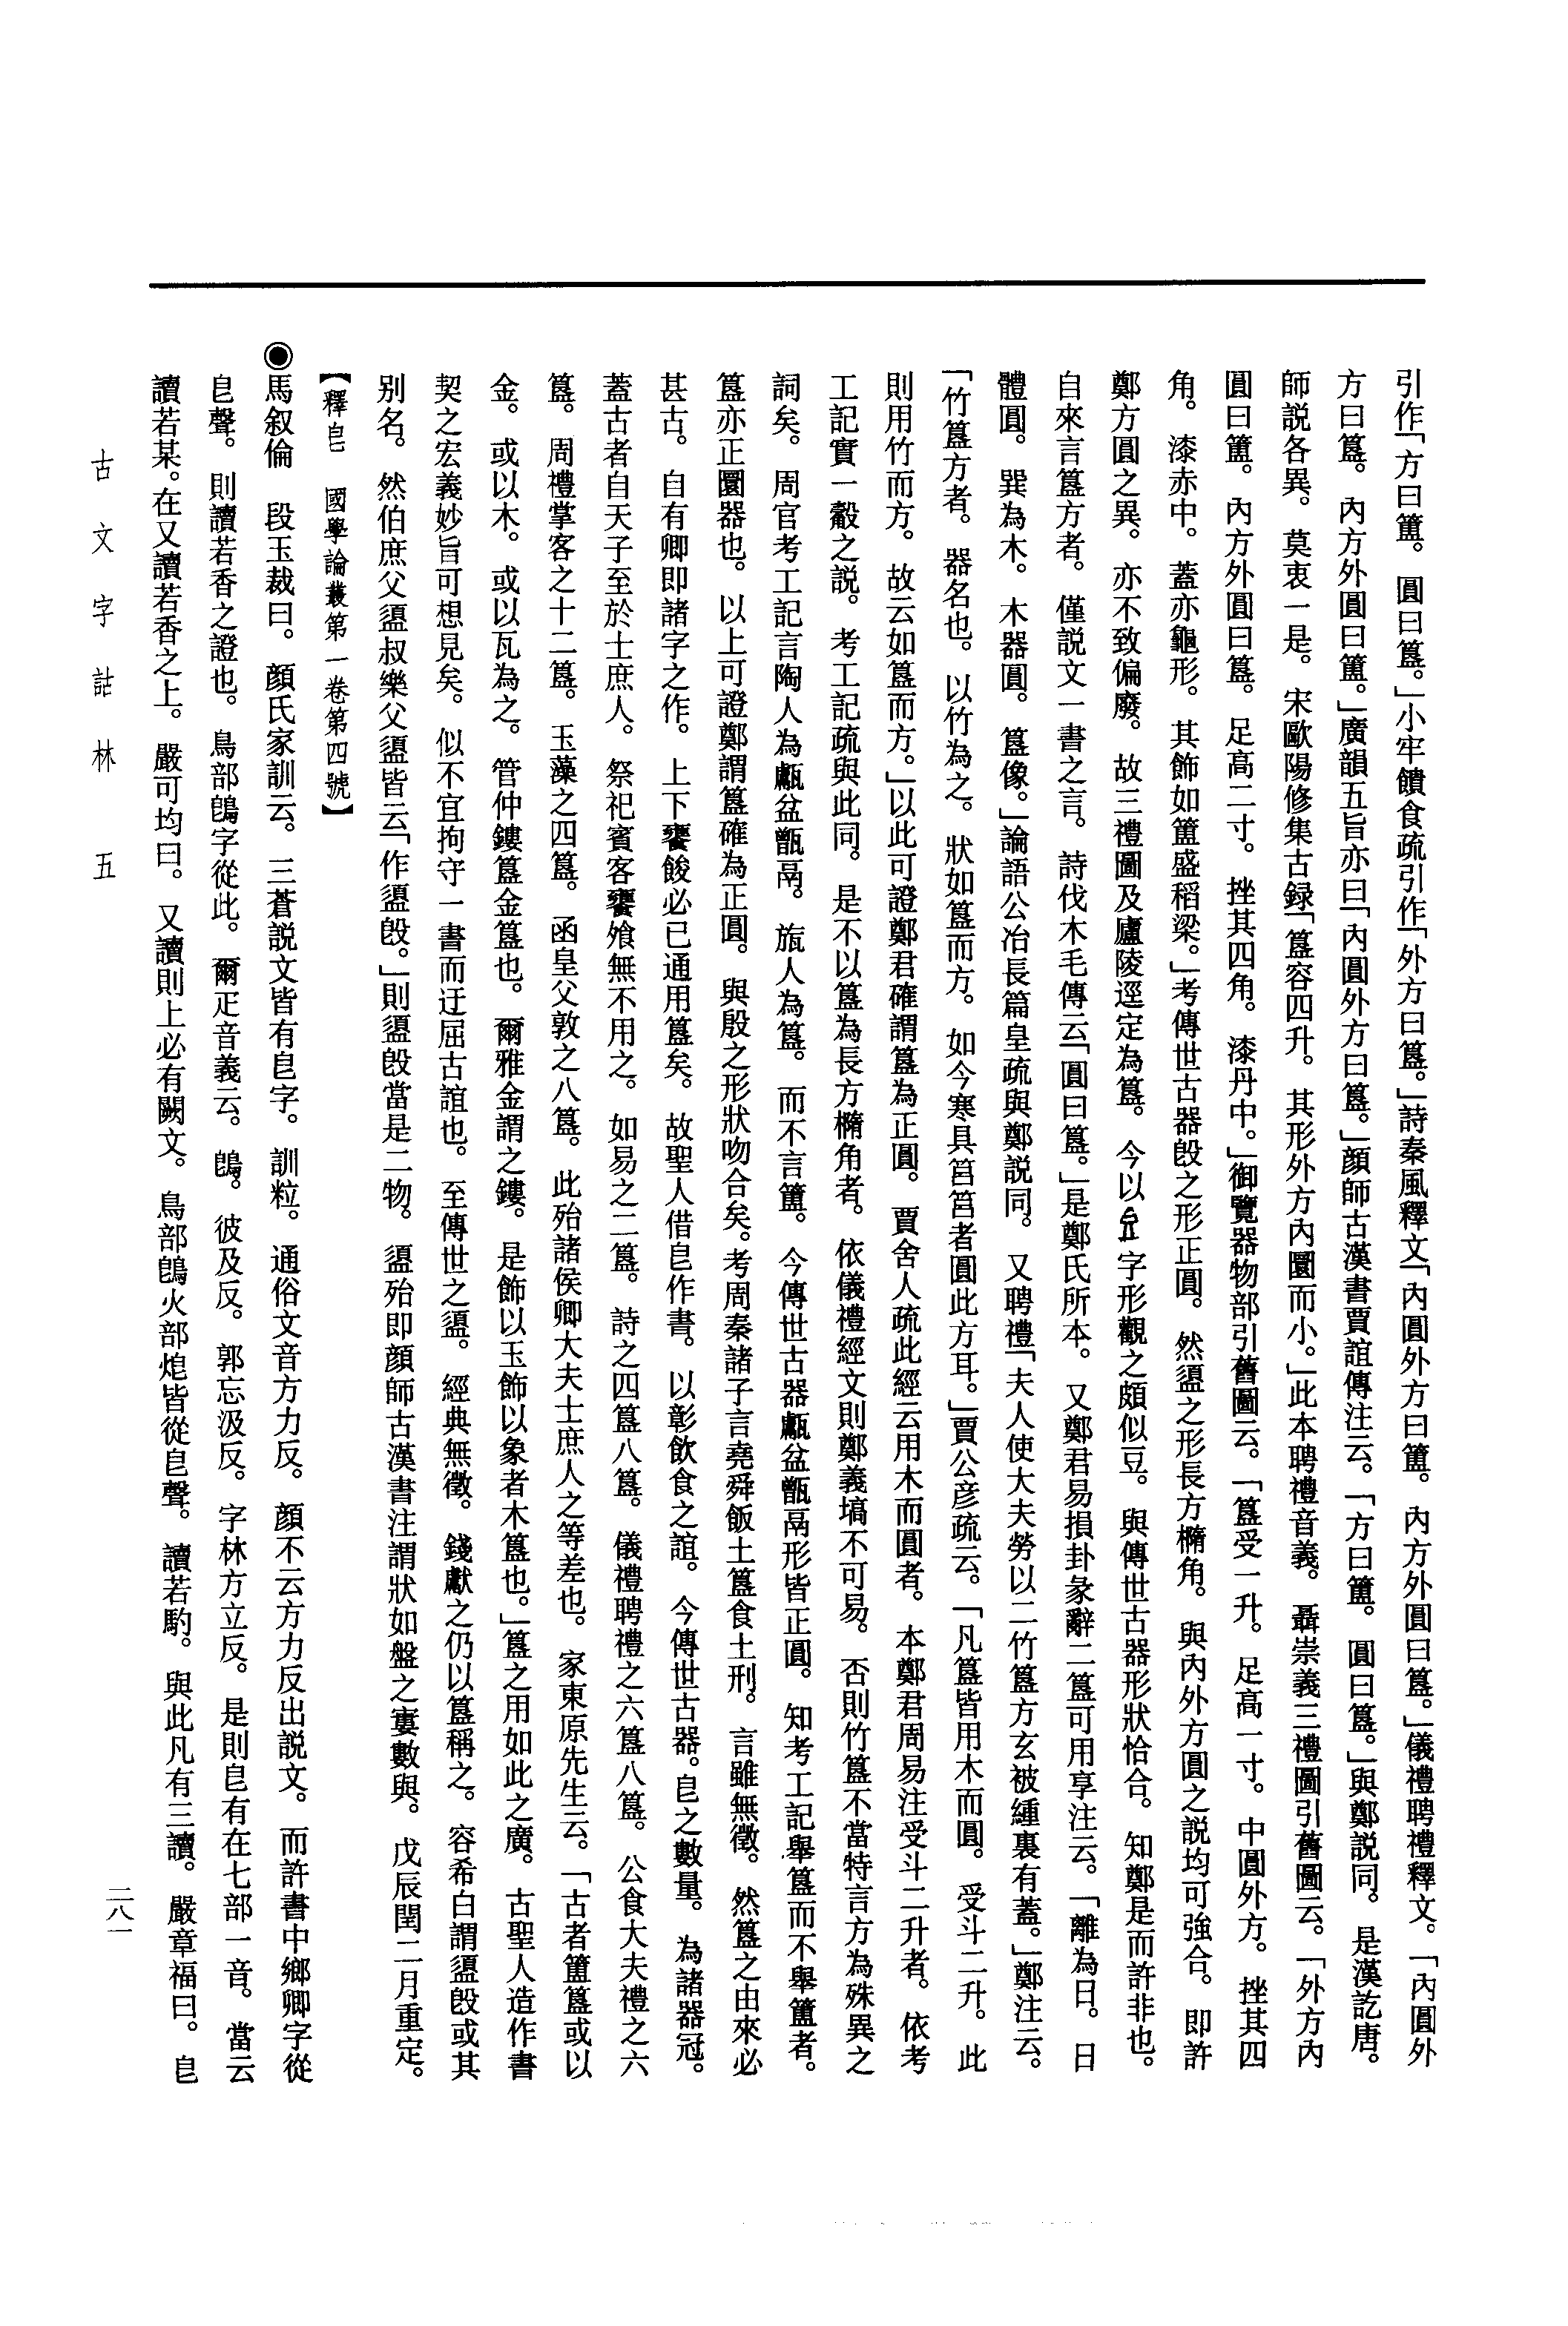 引作「方曰簠。圓曰簋。」小牢饋食疏引作「外方曰簋。」詩秦風釋文「內圓外方曰簠。內方外圓曰簋。」儀禮聘禮釋文。「內圓外
方曰簋。內方外圓曰簠。」廣韻五旨亦曰「內圓外方曰簋。」顏師古漢書賈誼傳注云。「方曰簠。圓曰簋。」與鄭説同。是漢訖唐。
師説各異。莫衷一是。宋歐陽修集古録「簋容四升。其形外方內圜而小。」此本聘禮音義。聶崇義三禮圖引舊圖云。「外方內
圓曰簠。內方外圓曰簋。足高二寸。挫其四角。漆丹中。」御覽器物部引舊圖云。「簋受一升。足高一寸。中圓外方。挫其四
角。漆赤中。蓋亦龜形。其飾如簠盛稻梁。」考傳世古器𣪘之形正圓。然盨之形長方橢角。與內外方圓之説均可強合。即許
鄭方圓之異。亦不致偏廢。故三禮圖及廬陵逕定為簋。今以字形觀之頗似豆。與傳世古器形狀恰合。知鄭是而許非也。
自來言簋方者。僅説文一書之言。詩伐木毛傳云「圓曰簋。」是鄭氏所本。又鄭君易損卦彖辭二簋可用享注云。「離為日。日
體圓。巽為木。木器圓。簋像。」論語公冶長篇皇疏與鄭説同。又聘禮「夫人使大夫勞以二竹簋方玄被纁裏有蓋。」鄭注云。
「竹簋方者。器名也。以竹為之。狀如簋而方。如今寒具筥筥者圓此方耳。」賈公彦疏云。「凡簋皆用木而圓。受斗二升。此
則用竹而方。故云如簋而方。」以此可證鄭君確謂簋為正圓。賈舍人疏此經云用木而圓者。本鄭君周易注受斗二升者。依考
工記實一觳之説。考工記疏與此同。是不以簋為長方橢角者。依儀禮經文則鄭義塙不可易。否則竹簋不當特言方為殊異之
詞矣。周官考工記言陶人為甗盆甑鬲。旊人為簋。而不言簠。今傳世古器甗盆甑鬲形皆正圓。知考工記舉簋而不舉簠者。
簋亦正圜器也。以上可證鄭謂簋確為正圓。與殷之形狀吻合矣。考周秦諸子言堯舜飯土簋食土刑。言雖無徵。然簋之由來必
甚古。自有卿即諸字之作。上下饔餕必已通用簋矣。故聖人借皀作書。以彰飲食之誼。今傳世古器。皀之數量。為諸器冠。
蓋古者自天子至於士庶人。祭祀賓客饔飧無不用之。如易之二簋。詩之四簋八簋。儀禮聘禮之六簋八簋。公食大夫禮之六
簋。周禮掌客之十二簋。玉藻之四簋。函皇父敦之八簋。此殆諸侯卿大夫士庶人之等差也。家東原先生云。「古者簠簋或以
金。或以木。或以瓦為之。管仲鏤簋金簋也。爾雅金謂之鏤。是飾以玉飾以象者木簋也。」簋之用如此之廣。古聖人造作書
契之宏義妙旨可想見矣。似不宜拘守一書而迂屈古誼也。至傳世之盨。經典無徵。錢獻之仍以簋稱之。容希白謂盨𣪘或其
別名。然伯庶父盨叔樂父盨皆云「作盨𣪘。」則盨𣪘當是二物。盨殆即顏師古漢書注謂狀如盤之寠數與。戊辰閏二月重定。
【釋皀　國學論叢第一卷第四號】
◉馬叙倫　段玉裁曰。顏氏家訓云。三蒼説文皆有皀字。訓粒。通俗文音方力反。顏不云方力反出説文。而許書中鄉卿字從
皀聲。則讀若香之證也。鳥部鵖字從此。爾疋音義云。鵖。彼及反。郭忘汲反。字林方立反。是則皀有在七部一音。當云
讀若某。在又讀若香之上。嚴可均曰。又讀則上必有闕文。鳥部鵖火部炮皆從皀聲。讀若馰。與此凡有三讀。嚴章福曰。皀
古文字詁林　五
二八一